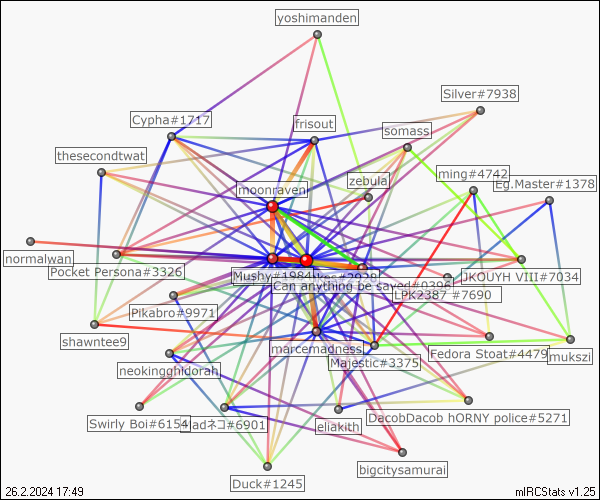 yoshimanden
Silver#7938
Cypha#1717
frisout
somass
thesecondtwat
ming#4742
zebula
Eg.Master#1378
moonraven
normalwan
Pocket Persona#3326
Mushy#1984
JKOUYH VIII#7034
Can anything be sayed#0396
LPK2387 #7690
Pikabro#9971
shawntee9
marcemadness
Majestic#3375
Fedora Stoat#4479
mukszi
neokingghidorah
Swirly Boi#6154
adネコ#6901
eliakith
DacobDacob hORNY police#5271
bigcitysamurai
Duck#1245
26.2.2024 17:49
mIRCStats v1.25